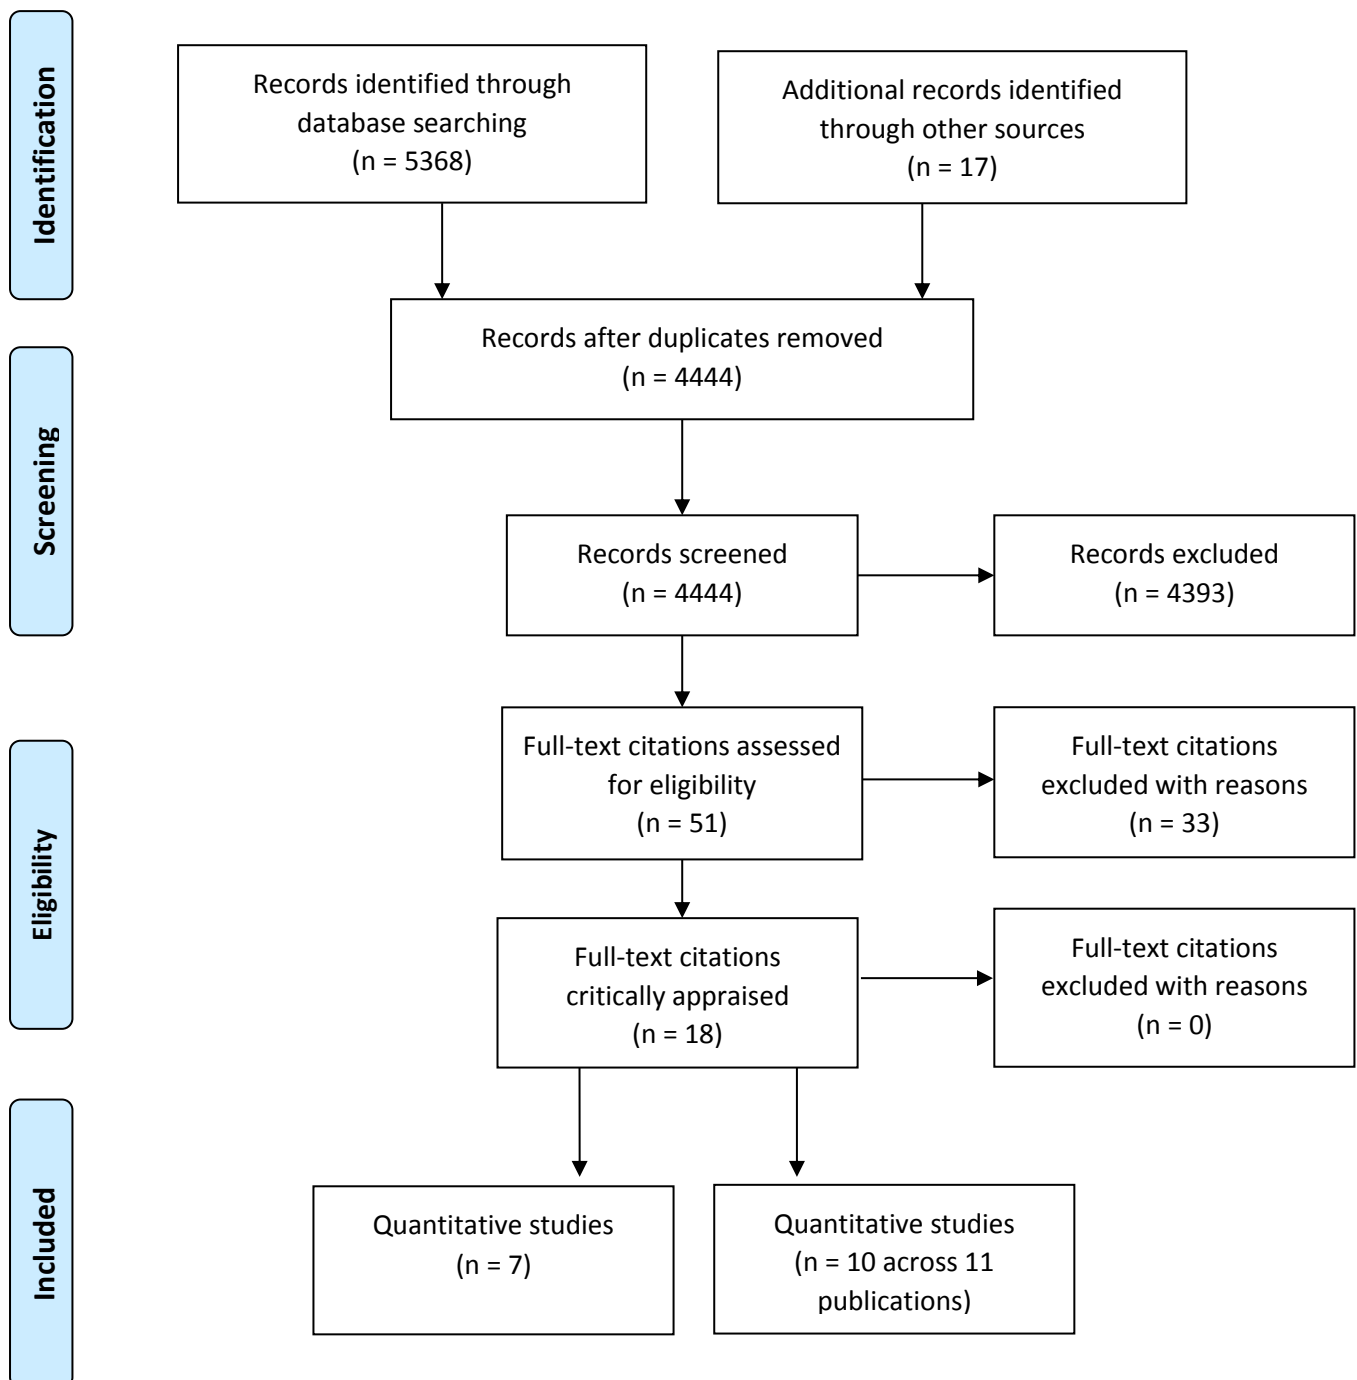 Identification
Records identified through
database searching
(n = 5368)
Additional records identified
through other sources
(n = 17)
Records after duplicates removed
(n = 4444)
Screening
Records screened
(n = 4444)
Records excluded
(n = 4393)
Eligibility
Full-text citations assessed
for eligibility
(n = 51)
Full-text citations
excluded with reasons
(n = 33)
Full-text citations
critically appraised
(n = 18)
Full-text citations
excluded with reasons
(n = 0)
Included
Quantitative studies
(n = 7)
Quantitative studies
(n = 10 across 11
publications)